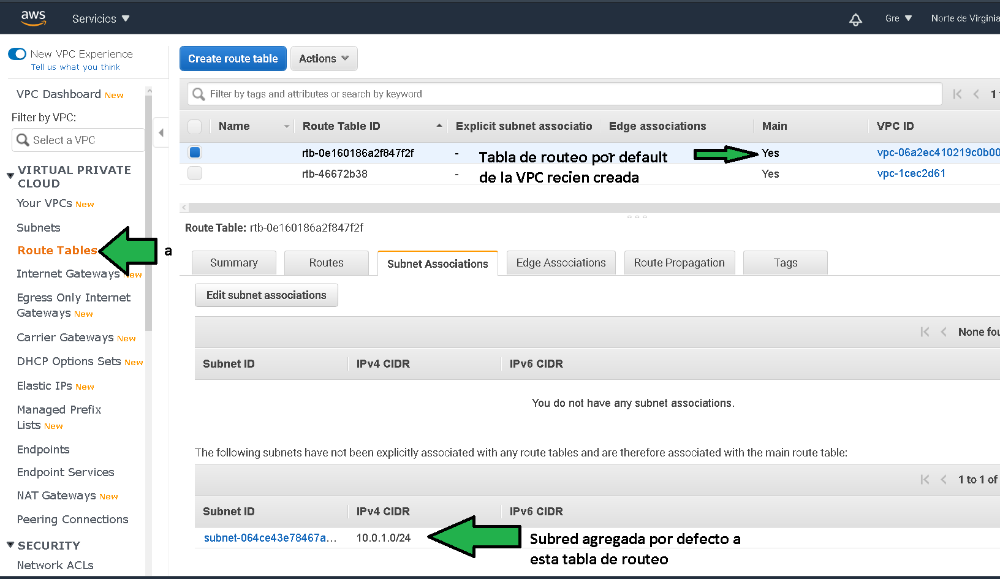 aws
Servicios
Gre
Norte de Virginia
New VPC Experience
Tell us what you think
VPC Dashboard New
Filter by VPC:
Select a VPC
VIRTUAL PRIVATE
CLOUD
Your VPCs New
Subnets
Route Tables
a
Internet Gateways New
Egress Only Internet
Gateways New
Carrier Gateways New
DHCP Options Sets New
Elastic IPs New
Managed Prefix
Lists New
Endpoints
Endpoint Services
NAT Gateways New
Peering Connections
SECURITY
Network ACLs
Create route table
Actions
Filter by tags and attributes or search by keyword
1
Name
Route Table ID
Explicit subnet associatio
Edge associations
Main
VPC ID
rtb-0e160186a2f847f2f
-
Yes
vpc-06a2ec410219c0b00
Tabla de routeo por default
de la VPC recien creada
rtb-46672b38
-
Yes
vpc-1cec2d61
Route Table: rtb-0e160186a2f847f2f
Summary
Routes
Subnet Associations
Edge Associations
Route Propagation
Tags
Edit subnet associations
None fou
Subnet ID
IPv4 CIDR
IPv6 CIDR
You do not have any subnet associations.
The following subnets have not been explicitly associated with any route tables and are therefore associated with the main route table:
1 to 1 of
Subnet ID
IPv4 CIDR
IPv6 CIDR
subnet-064ce43e78467a...
10.0.1.0/24
Subred agregada por defecto a
esta tabla de routeo